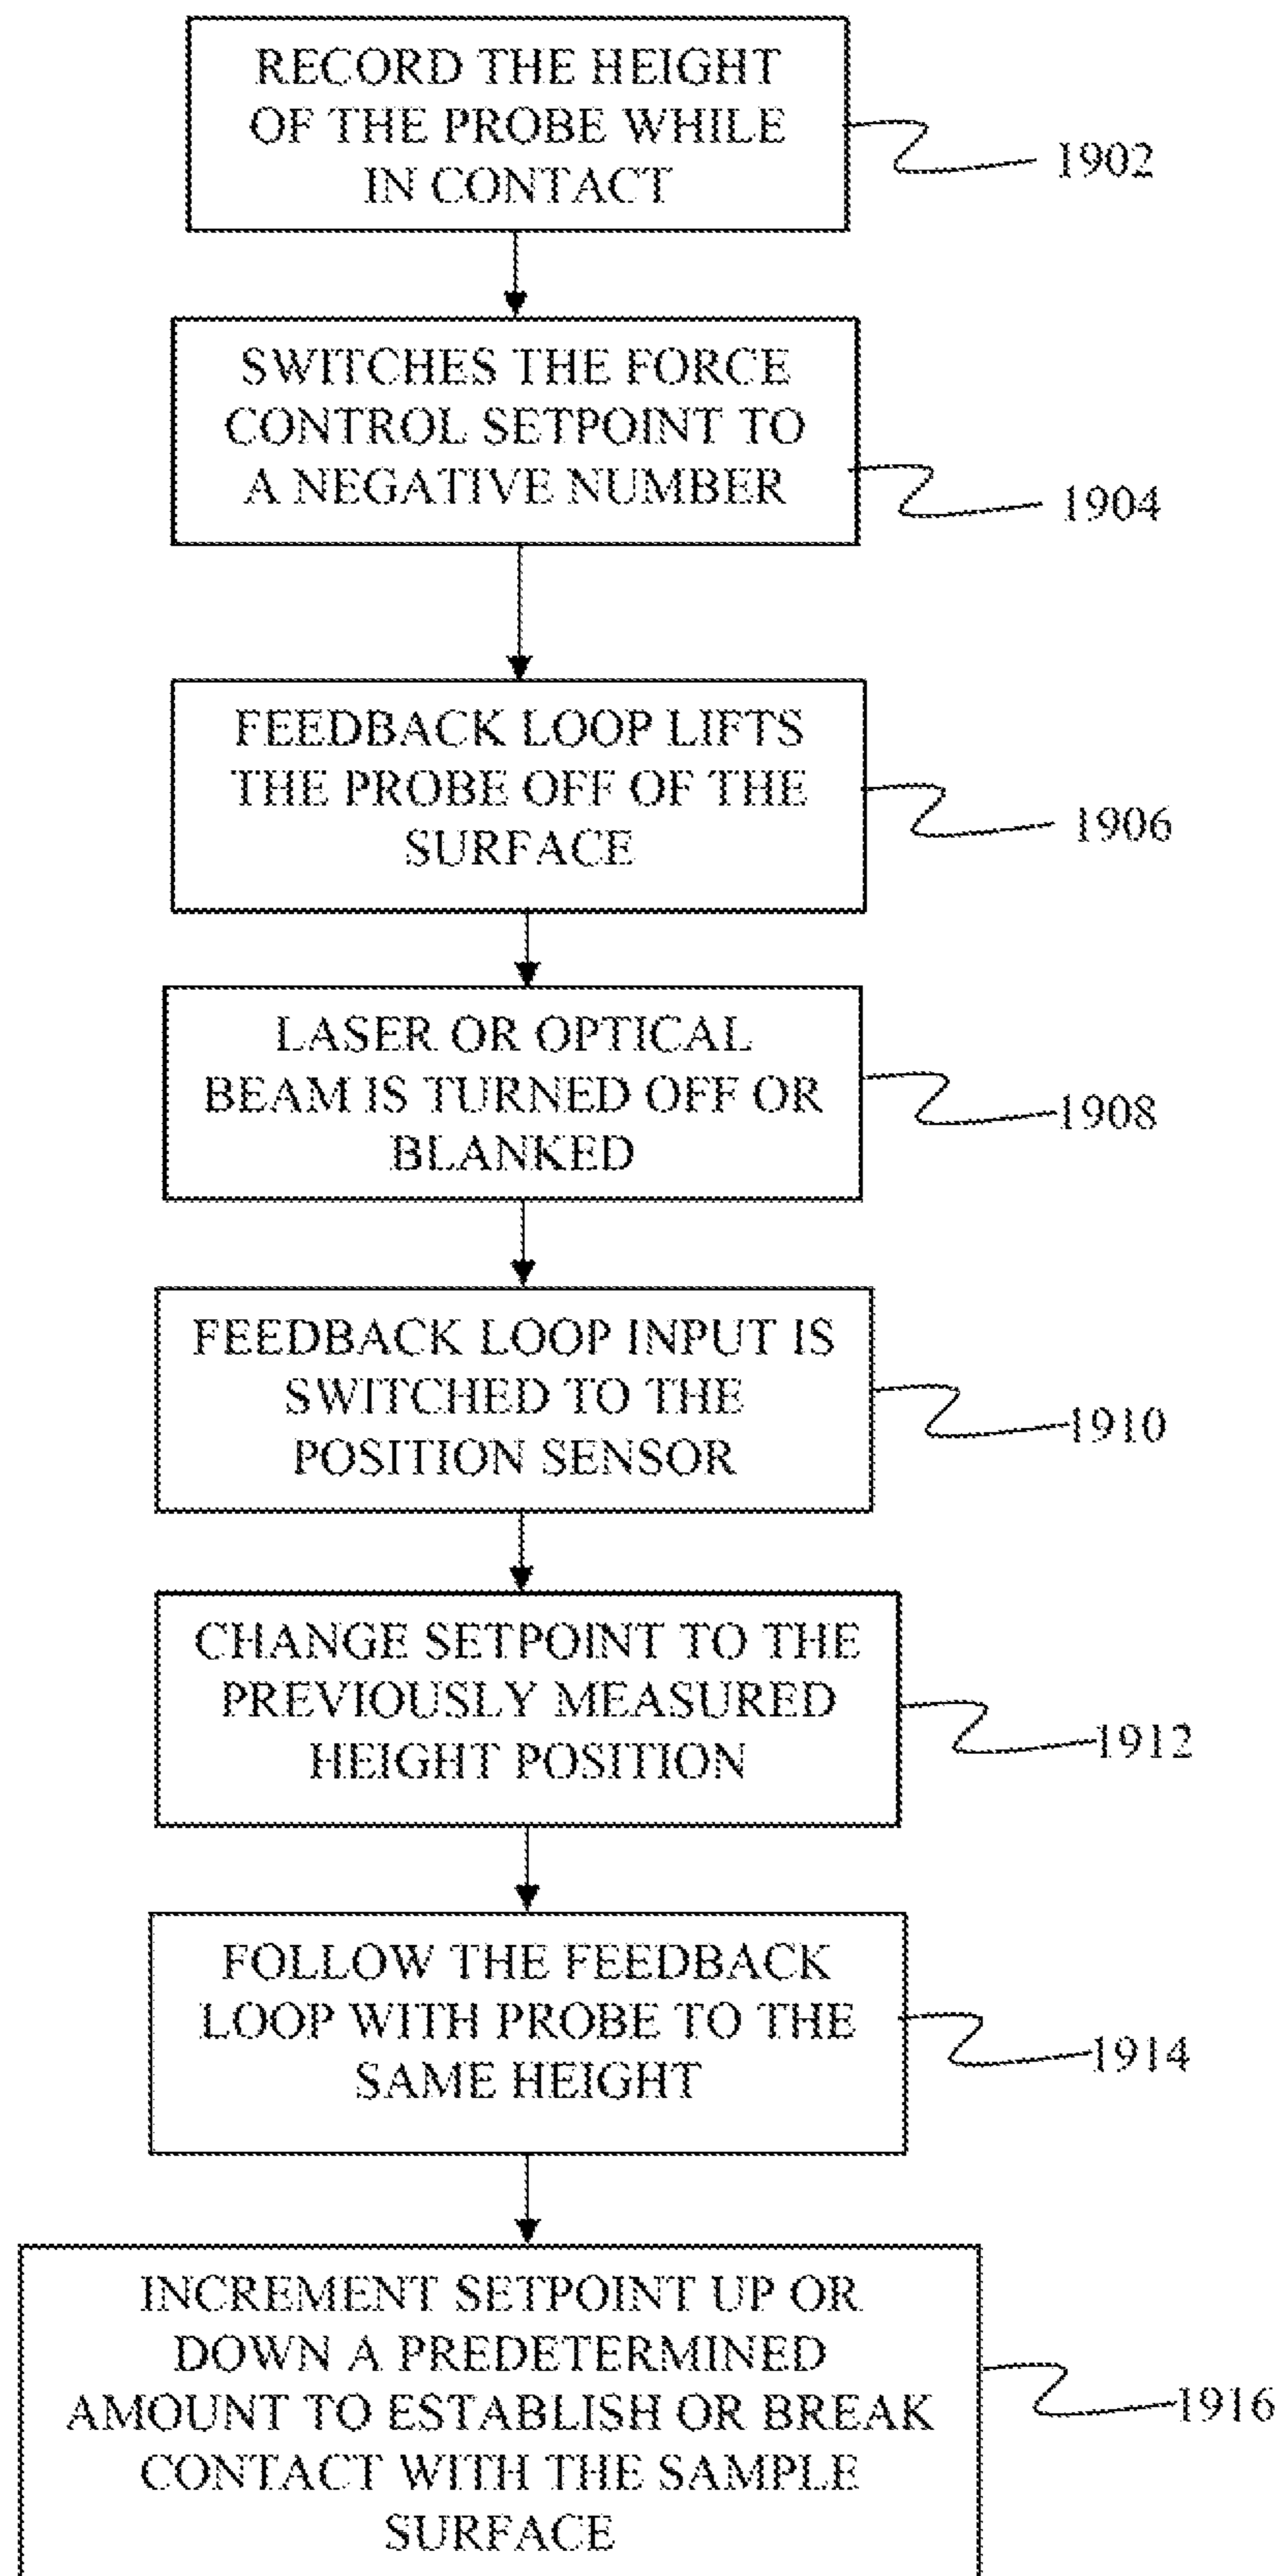 RECORD THE HEIGHT
OF THE PROBE WHILE
IN CONTACT
1902
SWITCHES THE FORCE
CONTROL SETPOINT TO
A NEGATIVE NUMBER
1904
FEEDBACK LOOP LIFTS
THE PROBE OFF OF THE
SURFACE
1906
LASER OR OPTICAL
BEAM IS TURNED OFF OR
BLANKED
1908
FEEDBACK LOOP INPUT IS
SWITCHED TO THE
POSITION SENSOR
1910
CHANGE SETPOINT TO THE
PREVIOUSLY MEASURED
HEIGHT POSITION
1912
FOLLOW THE FEEDBACK
LOOP WITH PROBE TO THE
SAME HEIGHT
1914
INCREMENT SETPOINT UP OR
DOWN A PREDETERMINED
AMOUNT TO ESTABLISH OR BREAK
CONTACT WITH THE SAMPLE
SURFACE
1916